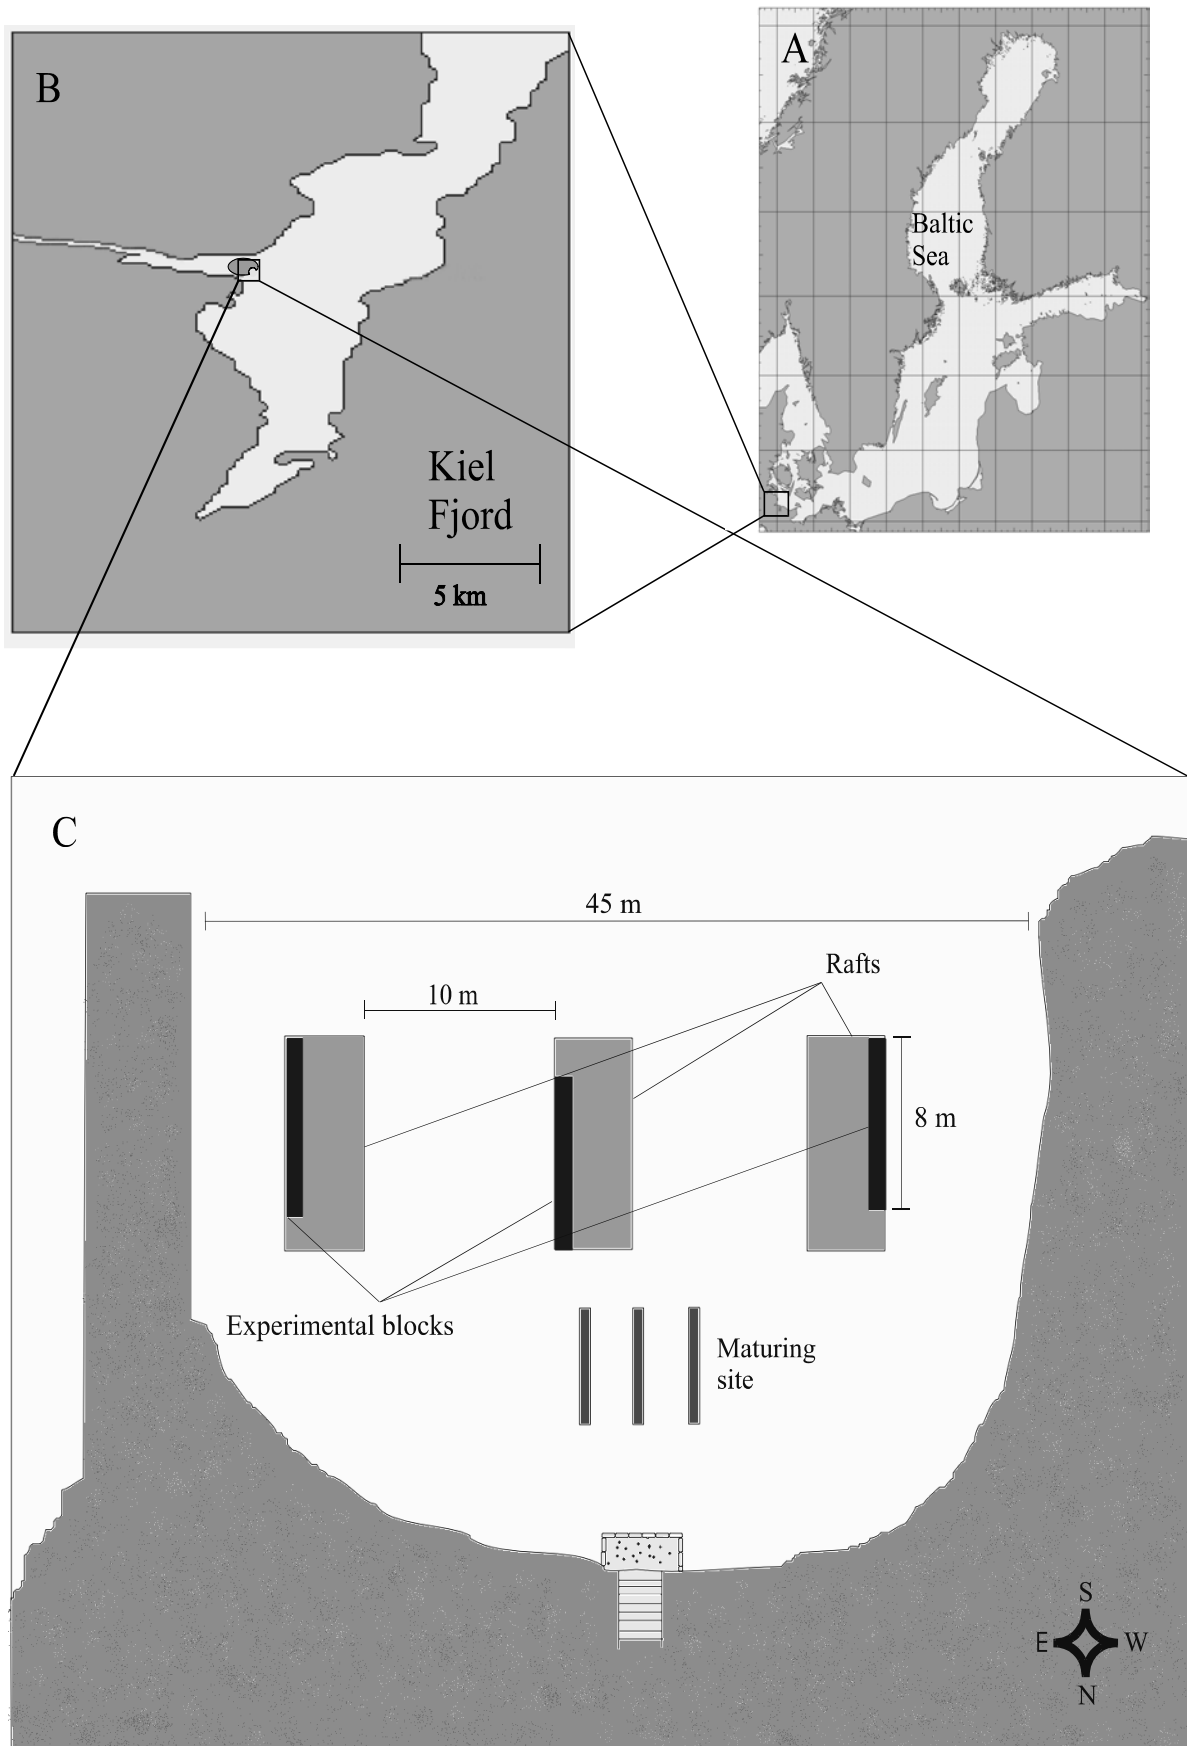 A
B
Baltic
Sea
Kiel
Fjord
5 km
C
45 m
Rafts
10 m
8 m
Experimental blocks
Maturing
site
S
E W
N